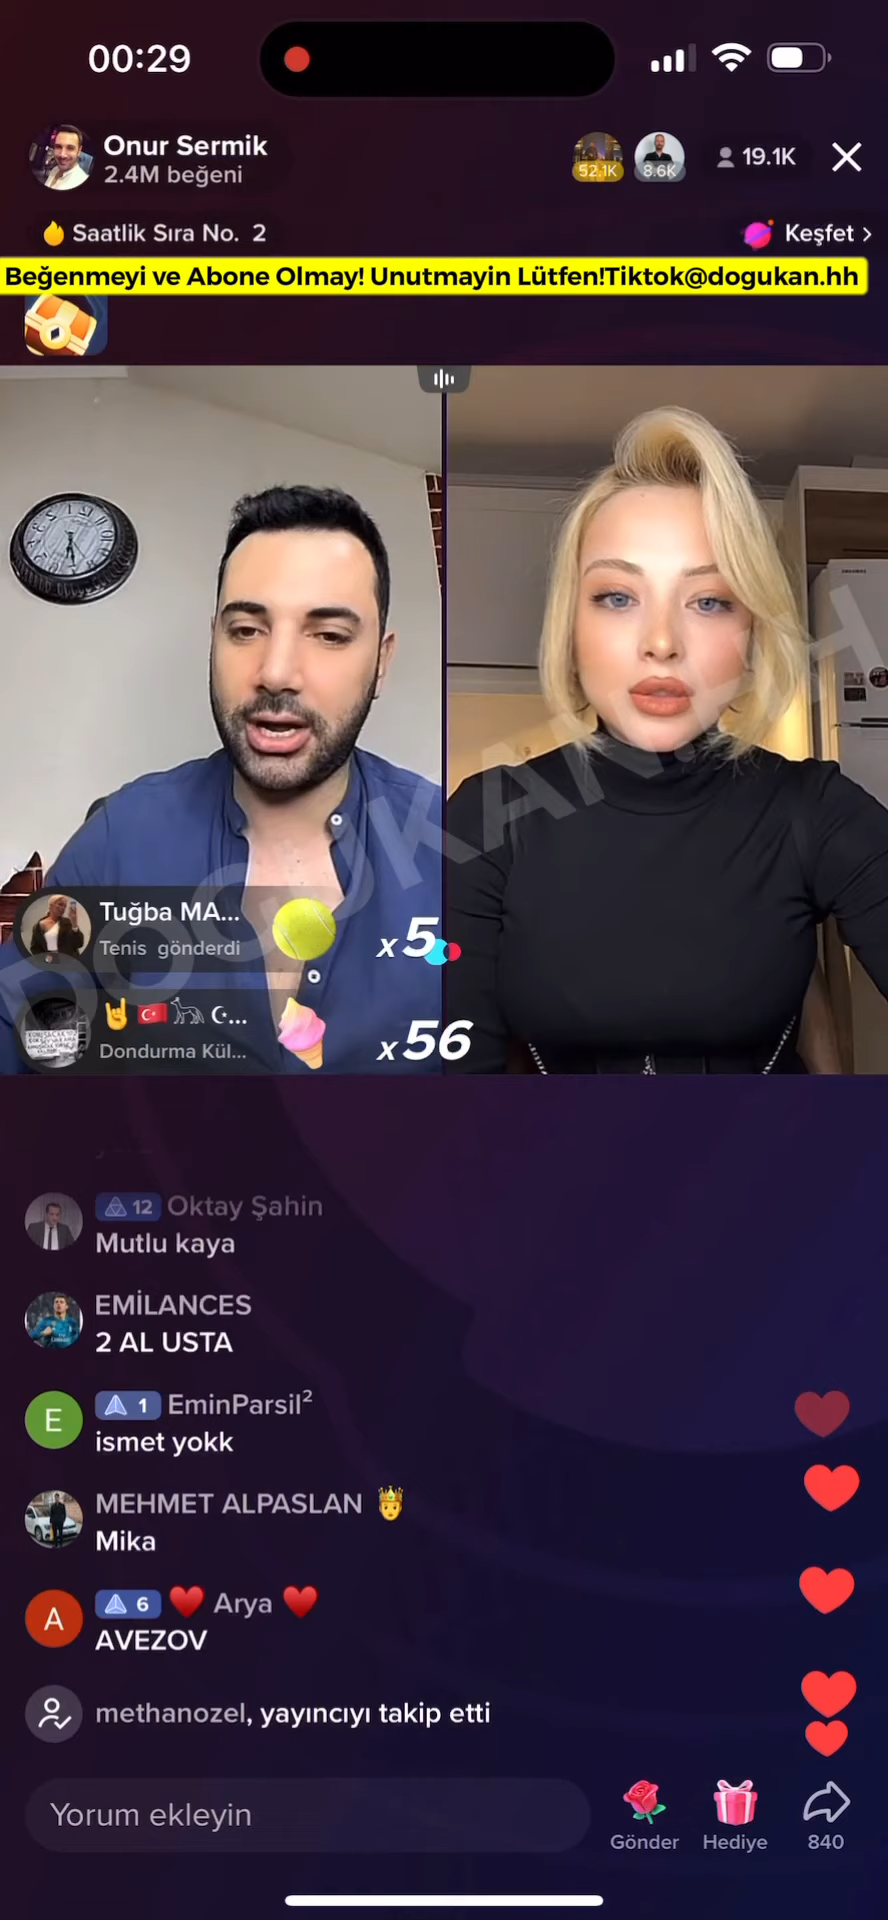 00:29
Onur Sermik
2.4M beğeni
52.1K
8.6K
19.1K
Saatlik Sıra No. 2
Keşfet >
Beğenmeyi ve Abone Olmay! Unutmayin Lütfen!Tiktok@dogukan.hh
SAMSUNG
DOGUKAN.HH
Tuğba MA...
Tenis gönderdi
x5
...
Dondurma Kül...
x56
12 Oktay Şahin
Mutlu kaya
EMİLANCES
2 AL USTA
E
1 EminParsil²
ismet yokk
MEHMET ALPASLAN
Mika
A
6 Arya
AVEZOV
methanozel, yayıncıyı takip etti
Yorum ekleyin
Gönder
Hediye
840